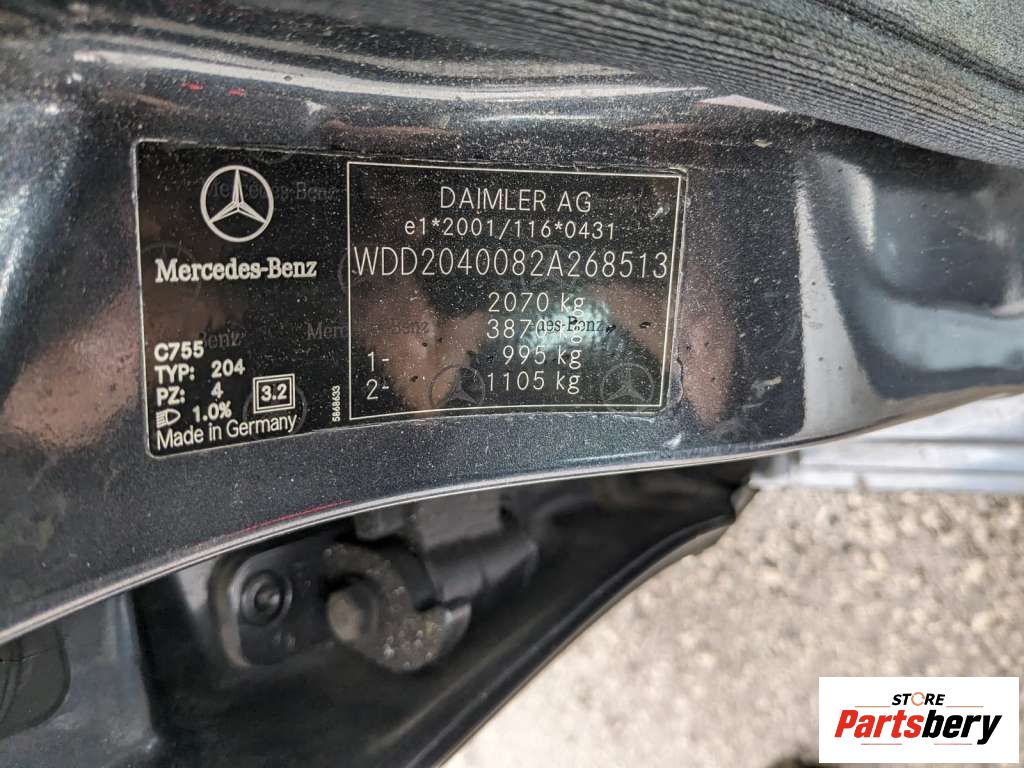 Mercedes-Benz
C755
TYP: 204
PZ: 4
3.2
1.0%
Made in Germany
5868633
DAIMLER AG
e1*2001/116*0431
WDD2040082A268513
2070 kg
1- 995 kg
2- 1105 kg
STORE
Partsbery